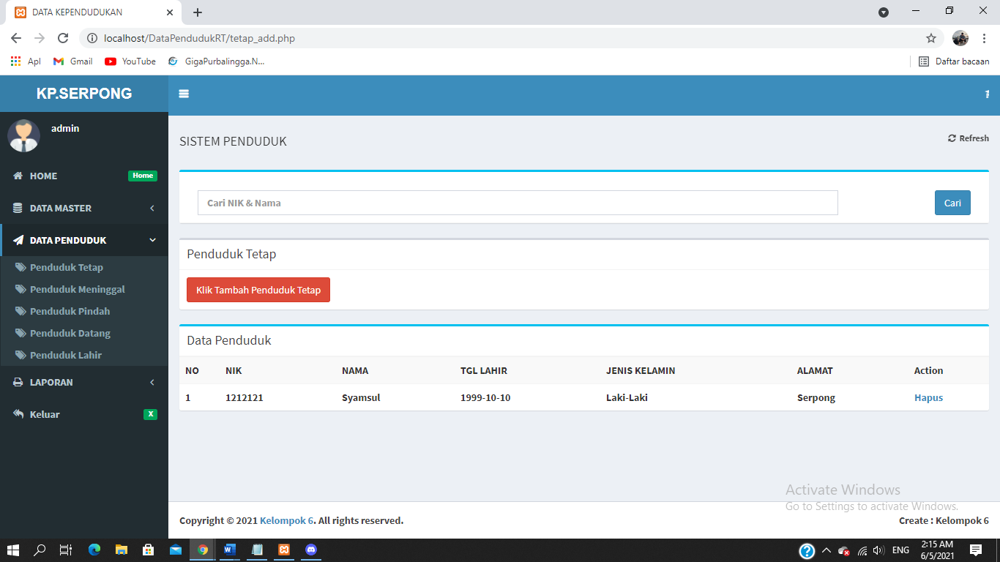 DATA KEPENDUDUKAN
localhost/DataPendudukRT/tetap_add.php
Apl
Gmail
YouTube
GigaPurbalingga.N...
Daftar bacaan
KP.SERPONG
admin
SISTEM PENDUDUK
Refresh
HOME
Home
Cari NIK & Nama
Cari
DATA MASTER
DATA PENDUDUK
Penduduk Tetap
Penduduk Meninggal
Penduduk Pindah
Penduduk Datang
Penduduk Lahir
LAPORAN
Keluar
X
Penduduk Tetap
Klik Tambah Penduduk Tetap
Data Penduduk
NO NIK NAMA TGL LAHIR JENIS KELAMIN ALAMAT Action
1 1212121 Syamsul 1999-10-10 Laki-Laki Serpong Hapus
Activate Windows
Go to Settings to activate Windows.
Copyright © 2021 Kelompok 6. All rights reserved.
Create : Kelompok 6
ENG
2:15 AM
6/5/2021